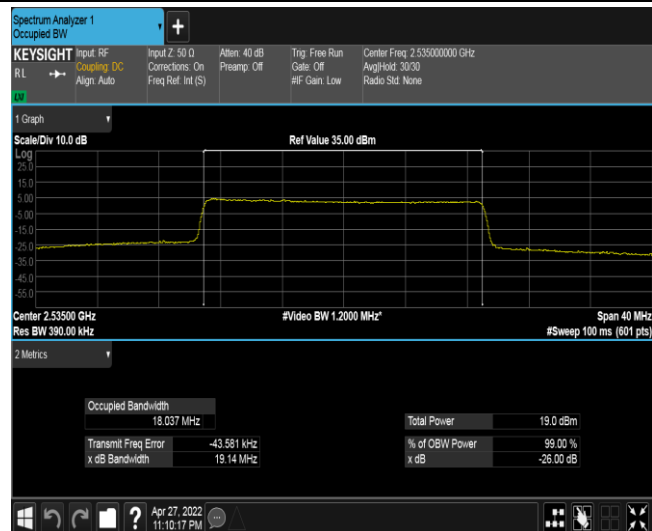 Spectrum Analyzer 1
Occupied BW
+
KEYSIGHT
RL
LXI
Input: RF
Coupling: DC
Align: Auto
Input Z: 50 Ω
Corrections: On
Freq Ref: Int (S)
Atten: 40 dB
Preamp: Off
Trig: Free Run
Gate: Off
#IF Gain: Low
Center Freq: 2.535000000 GHz
Avg|Hold: 30/30
Radio Std: None
1 Graph
Scale/Div 10.0 dB
Ref Value 35.00 dBm
Log
25.0
15.0
5.00
-5.00
-15.0
-25.0
-35.0
-45.0
-55.0
Center 2.53500 GHz
#Video BW 1.2000 MHz*
Span 40 MHz
Res BW 390.00 kHz
#Sweep 100 ms (601 pts)
2 Metrics
Occupied Bandwidth
18.037 MHz
Transmit Freq Error -43.581 kHz
x dB Bandwidth 19.14 MHz
Total Power 19.0 dBm
% of OBW Power 99.00 %
x dB -26.00 dB
?
Apr 27, 2022
11:10:17 PM